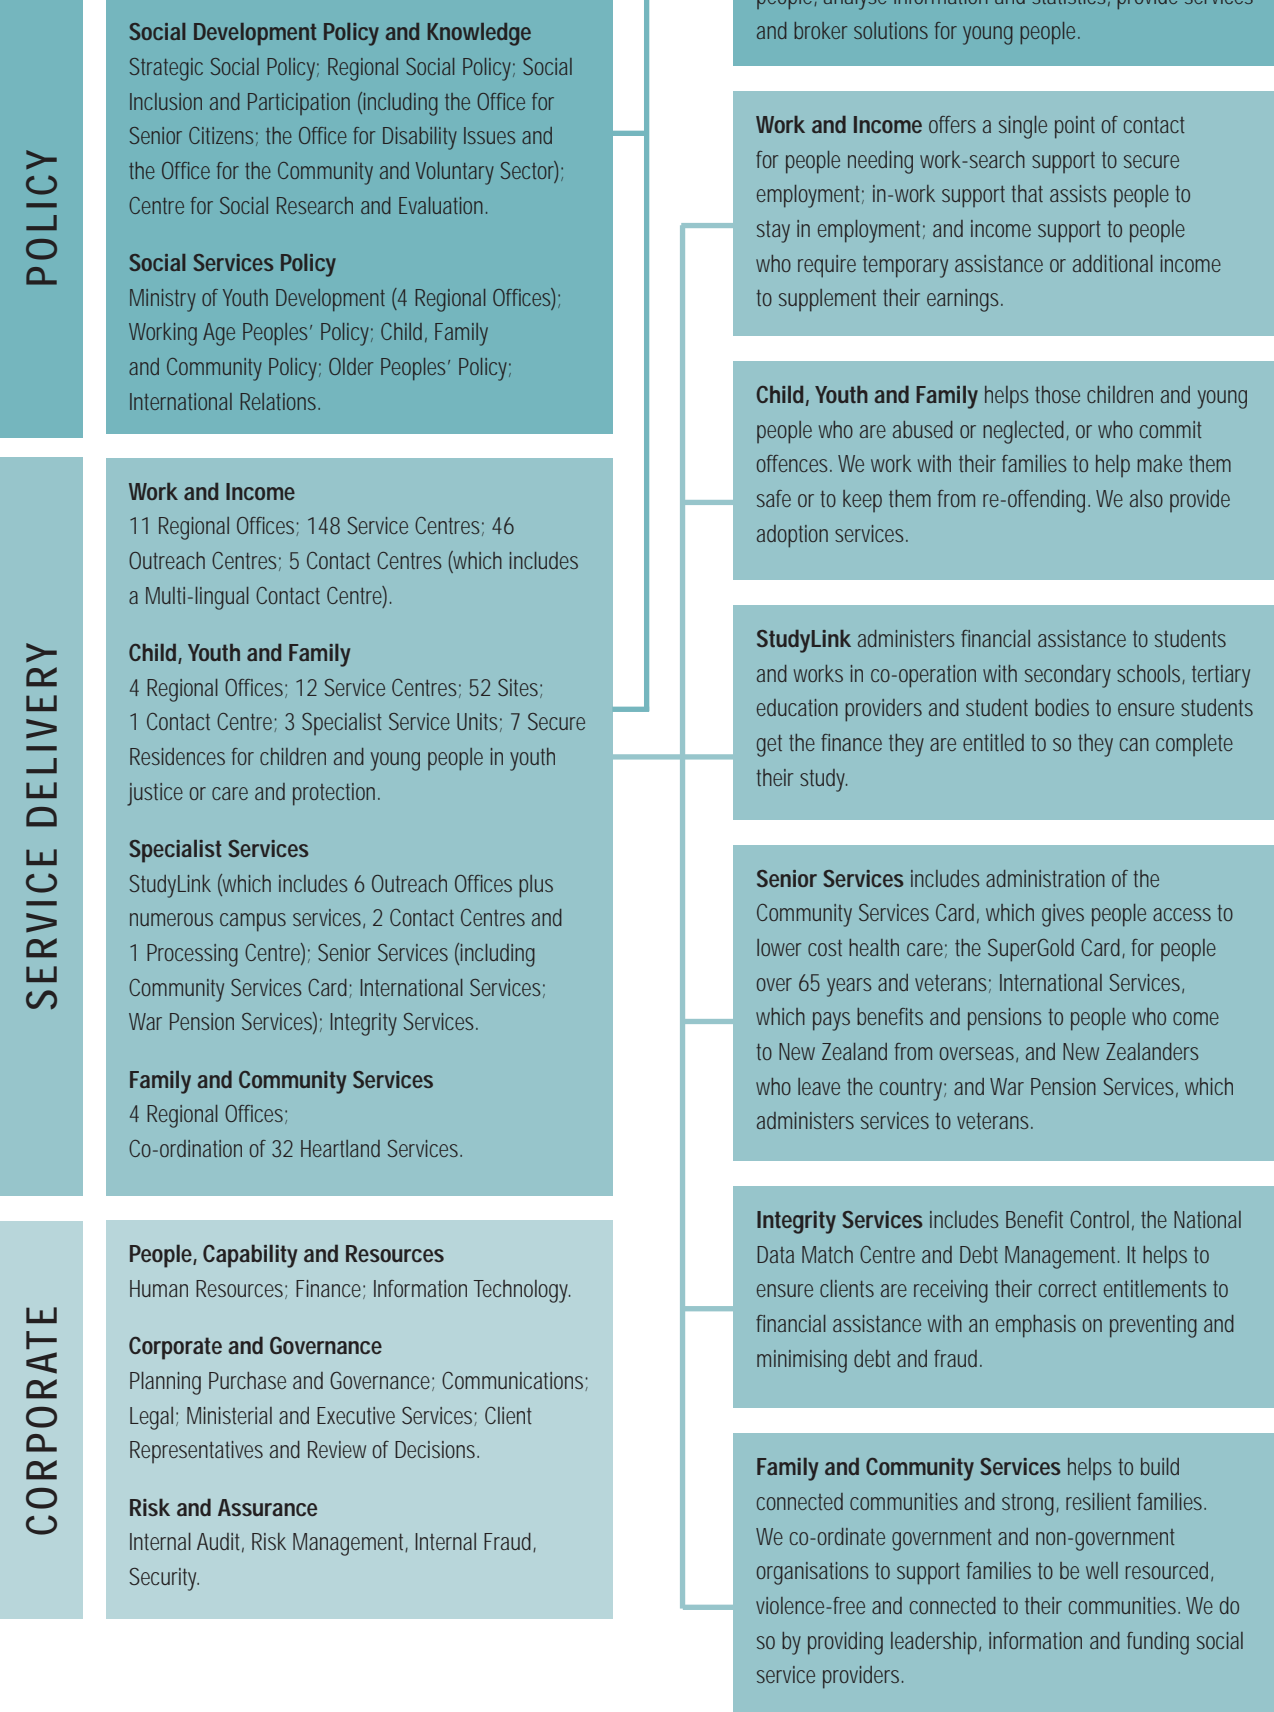 POLICY
Social Development Policy and Knowledge
Strategic Social Policy; Regional Social Policy; Social
Inclusion and Participation (including the Office for
Senior Citizens; the Office for Disability Issues and
the Office for the Community and Voluntary Sector);
Centre for Social Research and Evaluation.
Social Services Policy
Ministry of Youth Development (4 Regional Offices);
Working Age Peoples' Policy; Child, Family
and Community Policy; Older Peoples' Policy;
International Relations.
SERVICE DELIVERY
Work and Income
11 Regional Offices; 148 Service Centres; 46
Outreach Centres; 5 Contact Centres (which includes
a Multi-lingual Contact Centre).
Child, Youth and Family
4 Regional Offices; 12 Service Centres; 52 Sites;
1 Contact Centre; 3 Specialist Service Units; 7 Secure
Residences for children and young people in youth
justice or care and protection.
Specialist Services
StudyLink (which includes 6 Outreach Offices plus
numerous campus services, 2 Contact Centres and
1 Processing Centre); Senior Services (including
Community Services Card; International Services;
War Pension Services); Integrity Services.
Family and Community Services
4 Regional Offices;
Co-ordination of 32 Heartland Services.
CORPORATE
People, Capability and Resources
Human Resources; Finance; Information Technology.
Corporate and Governance
Planning Purchase and Governance; Communications;
Legal; Ministerial and Executive Services; Client
Representatives and Review of Decisions.
Risk and Assurance
Internal Audit, Risk Management, Internal Fraud,
Security.
people, analyse information and statistics, provide services
and broker solutions for young people.
Work and Income offers a single point of contact
for people needing work-search support to secure
employment; in-work support that assists people to
stay in employment; and income support to people
who require temporary assistance or additional income
to supplement their earnings.
Child, Youth and Family helps those children and young
people who are abused or neglected, or who commit
offences. We work with their families to help make them
safe or to keep them from re-offending. We also provide
adoption services.
StudyLink administers financial assistance to students
and works in co-operation with secondary schools, tertiary
education providers and student bodies to ensure students
get the finance they are entitled to so they can complete
their study.
Senior Services includes administration of the
Community Services Card, which gives people access to
lower cost health care; the SuperGold Card, for people
over 65 years and veterans; International Services,
which pays benefits and pensions to people who come
to New Zealand from overseas, and New Zealanders
who leave the country; and War Pension Services, which
administers services to veterans.
Integrity Services includes Benefit Control, the National
Data Match Centre and Debt Management. It helps to
ensure clients are receiving their correct entitlements to
financial assistance with an emphasis on preventing and
minimising debt and fraud.
Family and Community Services helps to build
connected communities and strong, resilient families.
We co-ordinate government and non-government
organisations to support families to be well resourced,
violence-free and connected to their communities. We do
so by providing leadership, information and funding social
service providers.